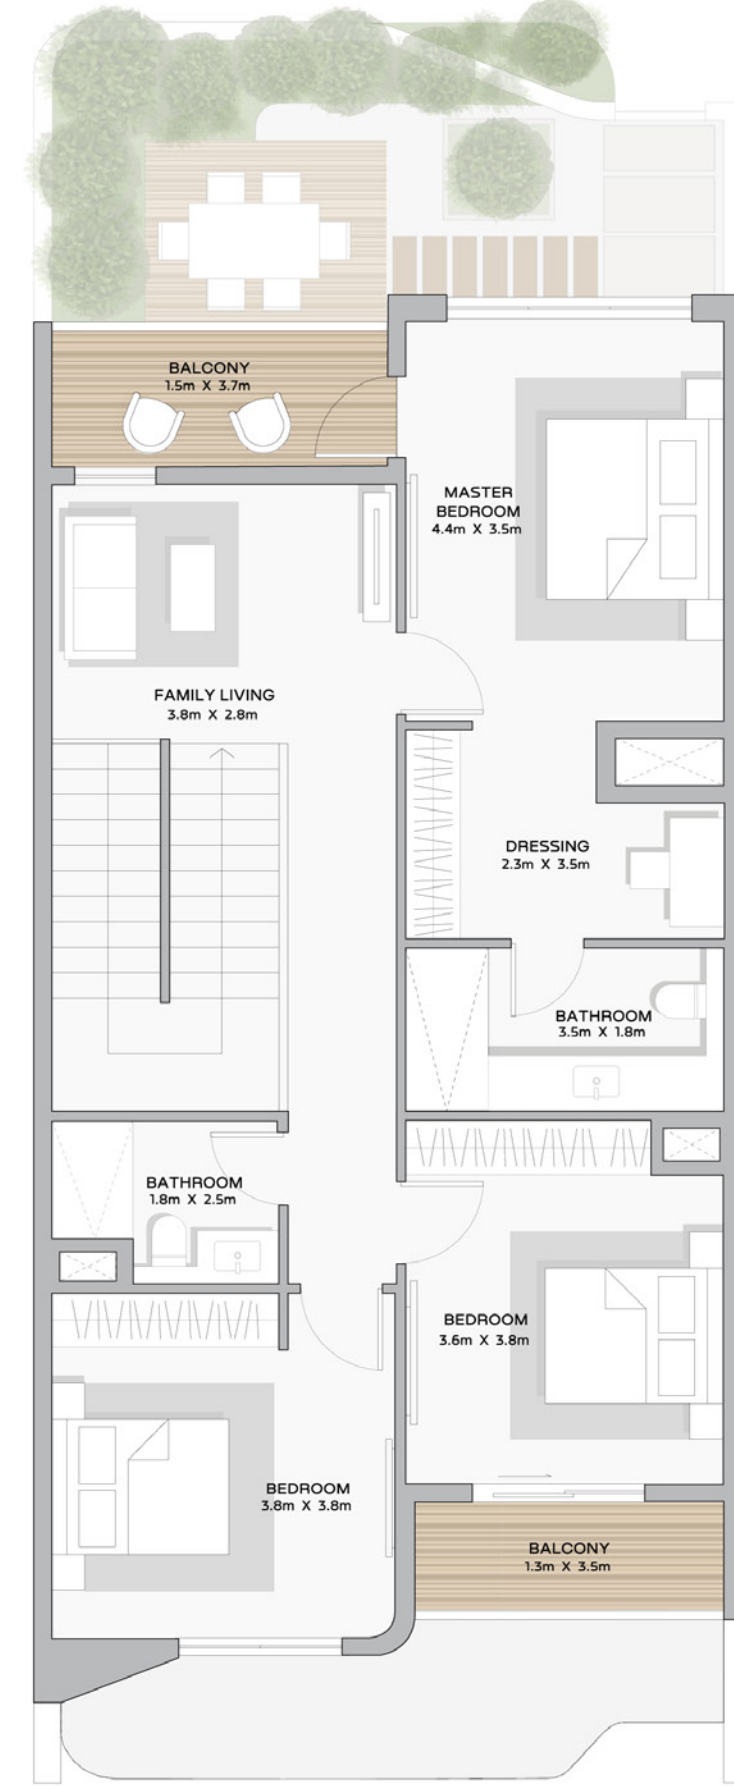 BALCONY
1.5m X 3.7m
MASTER
BEDROOM
4.4m X 3.5m
FAMILY LIVING
3.8m X 2.8m
DRESSING
2.3m X 3.5m
BATHROOM
3.5m X 1.8m
BATHROOM
1.8m X 2.5m
BEDROOM
3.6m X 3.8m
BEDROOM
3.8m X 3.8m
BALCONY
1.3m X 3.5m